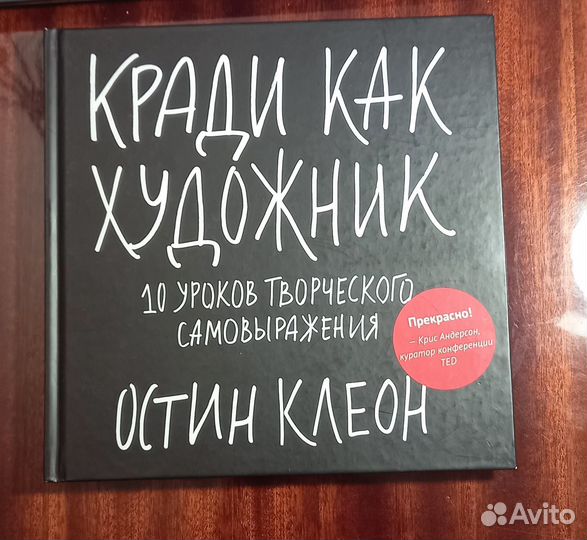 КРАДИ КАК
ХУДОЖНИК
10 УРОКОВ ТВОРЧЕСКОГО
САМОВЫРАЖЕНИЯ
Прекрасно!
— Крис Андерсон,
куратор конференции
TED
ОСТИН КЛЕОН
Avito